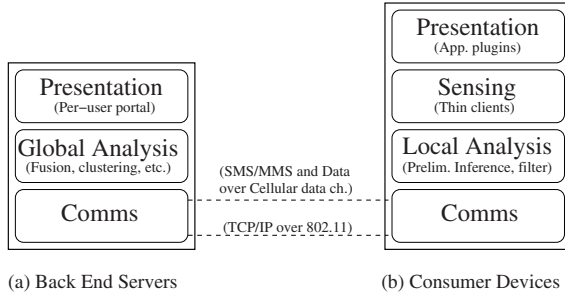 Presentation
(Per−user portal)
Global Analysis
(Fusion, clustering, etc.)
Comms
(SMS/MMS and Data
over Cellular data ch.)
(TCP/IP over 802.11)
Presentation
(App. plugins)
Sensing
(Thin clients)
Local Analysis
(Prelim. Inference, filter)
Comms
(a) Back End Servers
(b) Consumer Devices